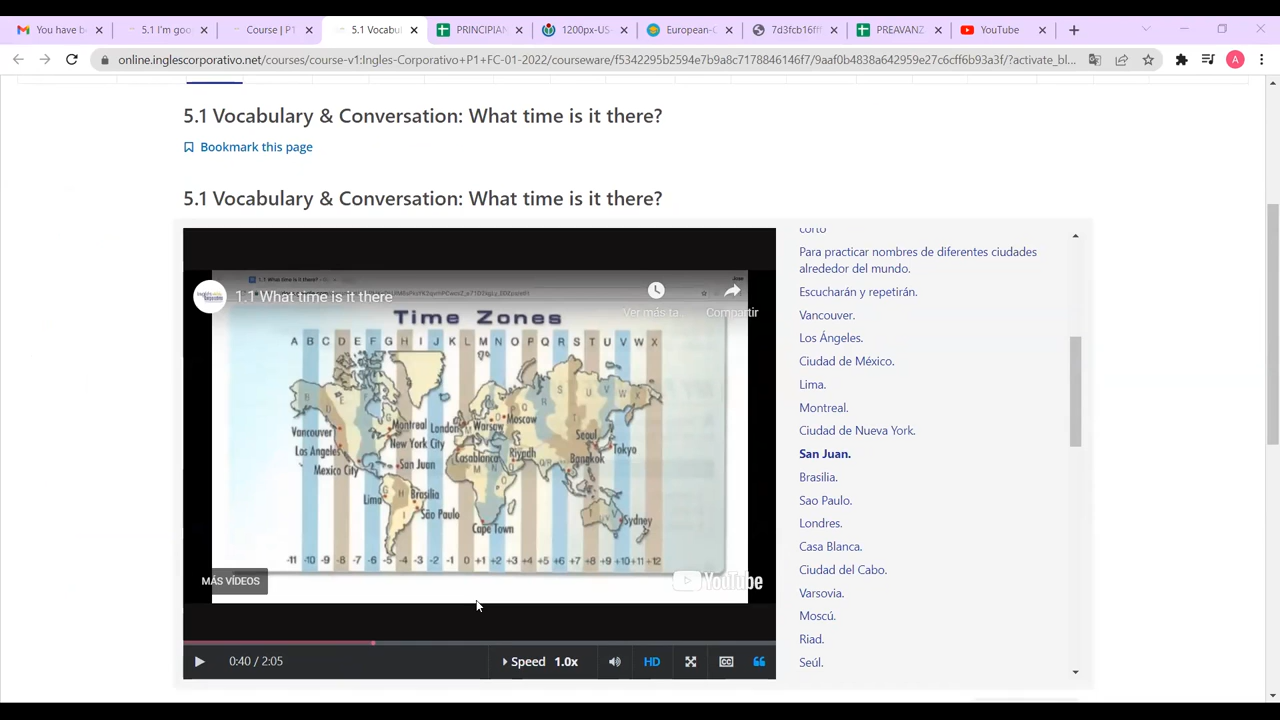 You have b
5.1 I'm goo
Course | P1
5.1 Vocabu
PRINCIPIAN
1200px-US-
European-C
7d3fcb16fff
PREAVANZ
YouTube
online.inglescorporativo.net/courses/course-v1:Ingles-Corporativo+P1+FC-01-2022/courseware/f5342295b2594e7b9a8c7178846146f7/9aaf0b4838a642959e27c6cff6b93a3f/?activate_bl...
A
5.1 Vocabulary & Conversation: What time is it there?
Bookmark this page
5.1 Vocabulary & Conversation: What time is it there?
1.1 What time is it there
Ver más ta...
Compartir
Time Zones
A B C D E F G H I J K L M N O P Q R S T U V W X
Vancouver
Los Angeles
Mexico City
Montreal
New York City
San Juan
Lima
Brasilia
São Paulo
London
Warsaw
Moscow
Casablanca
Riyadh
Cape Town
Seoul
Bangkok
Tokyo
Sydney
-11 -10 -9 -8 -7 -6 -5 -4 -3 -2 -1 0 +1 +2 +3 +4 +5 +6 +7 +8 +9 +10 +11 +12
MÁS VÍDEOS
YouTube
0:40 / 2:05
Speed 1.0x
HD
CC
corto
Para practicar nombres de diferentes ciudades
alrededor del mundo.
Escucharán y repetirán.
Vancouver.
Los Ángeles.
Ciudad de México.
Lima.
Montreal.
Ciudad de Nueva York.
San Juan.
Brasilia.
Sao Paulo.
Londres.
Casa Blanca.
Ciudad del Cabo.
Varsovia.
Moscú.
Riad.
Seúl.